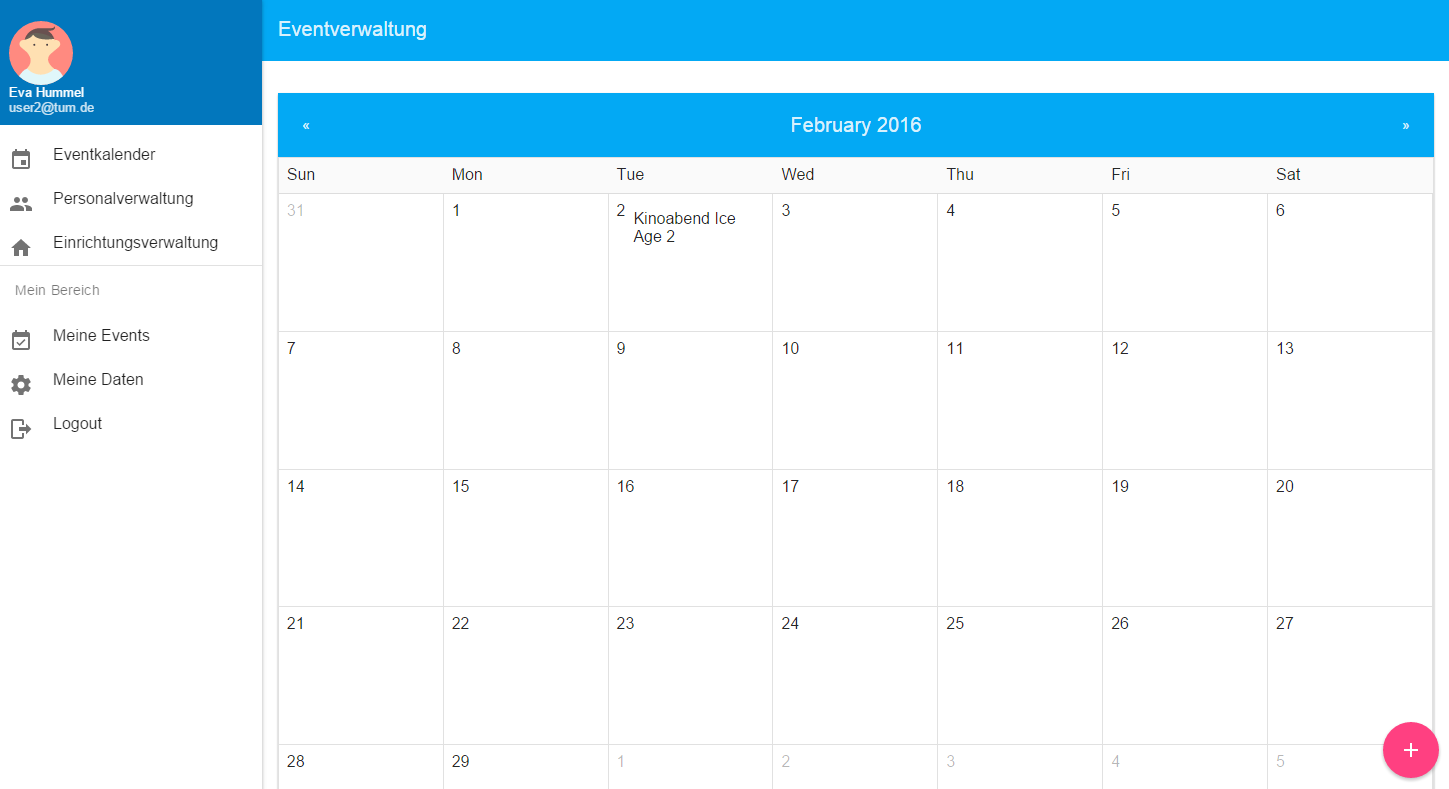 Eva Hummel
user2@tum.de
Eventkalender
Personalverwaltung
Einrichtungsverwaltung
Mein Bereich
Meine Events
Meine Daten
Logout
Eventverwaltung
« February 2016 »
Sun Mon Tue Wed Thu Fri Sat
31 1 2 Kinoabend Ice 3 4 5 6
Age 2
7 8 9 10 11 12 13
14 15 16 17 18 19 20
21 22 23 24 25 26 27
28 29 1 2 3 4 5
+